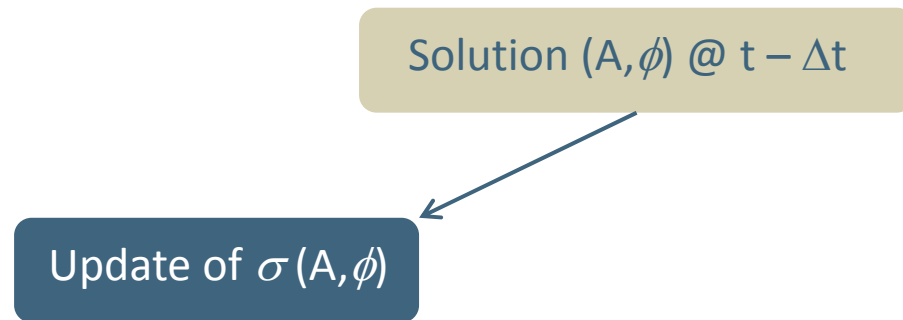 Solution (A,ϕ) @ t – Δt
Update of σ (A,ϕ)